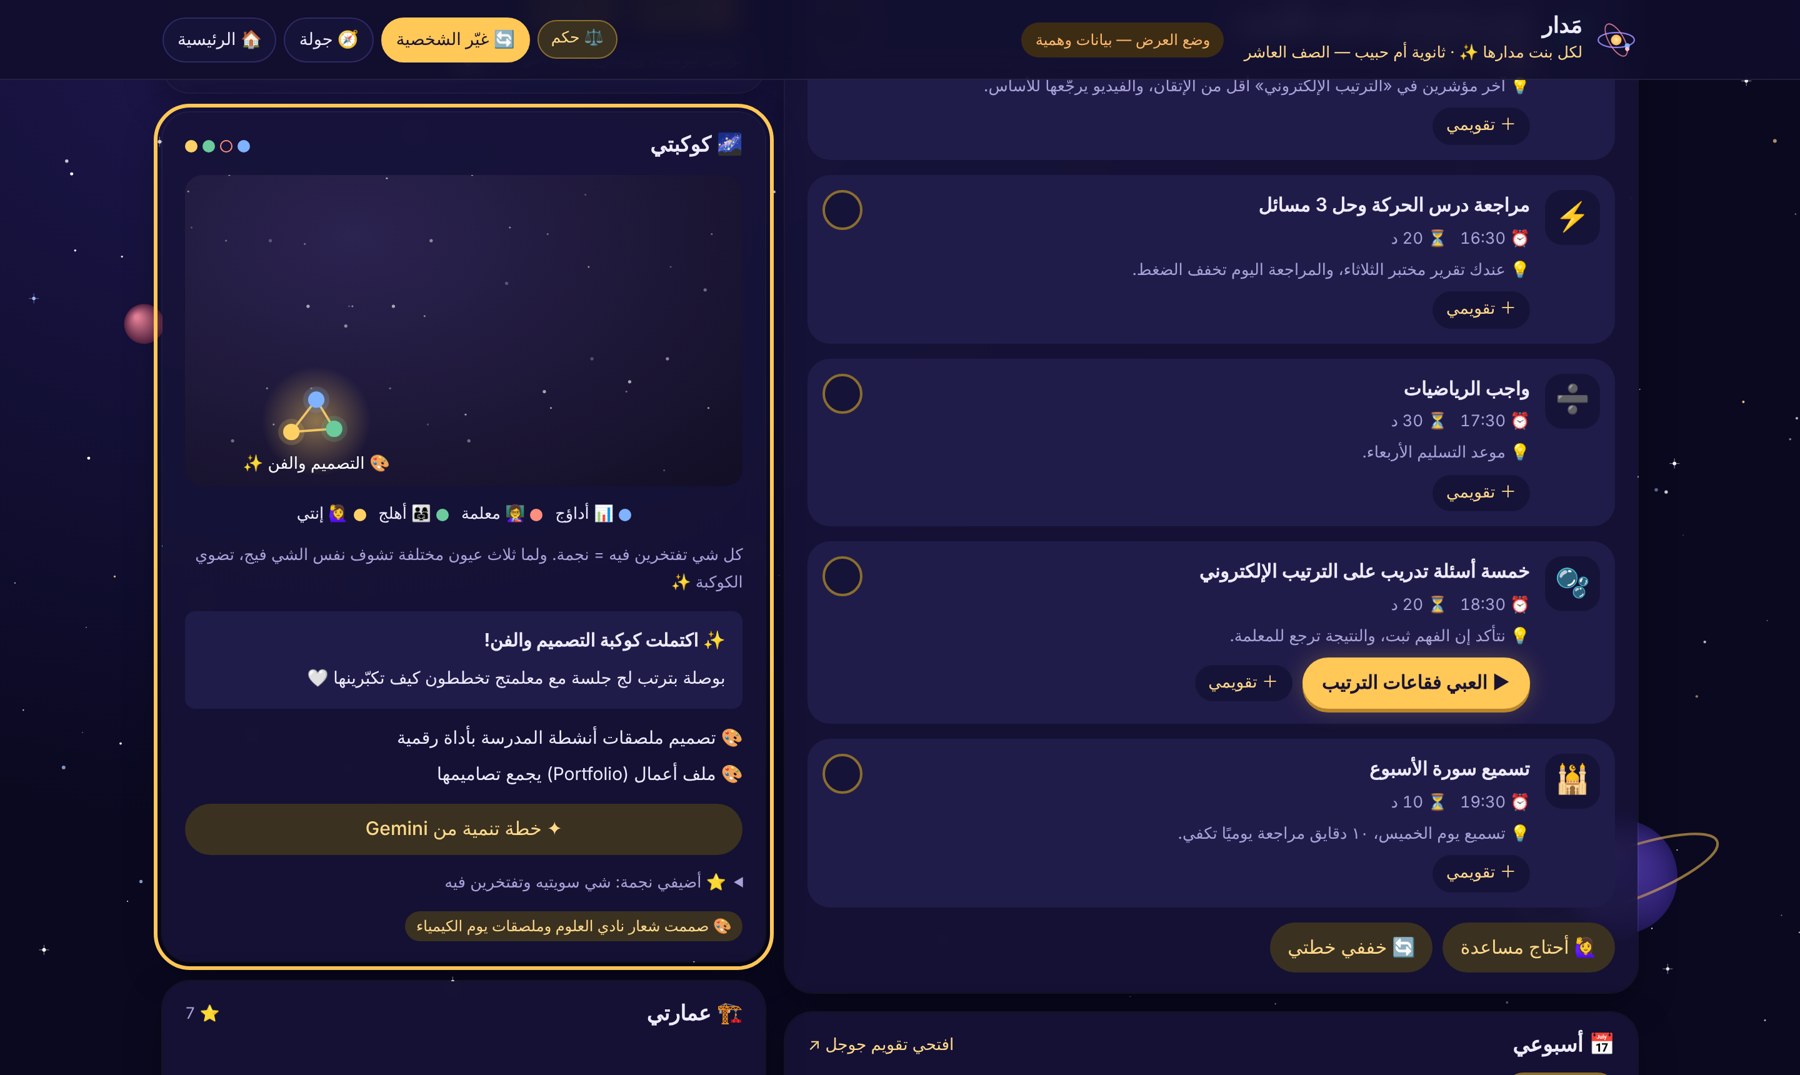 مَدار
لكل بنت مدارها ✨ · ثانوية أم حبيب — الصف العاشر
وضع العرض — بيانات وهمية
⚖️ حكم
🔄 غيّر الشخصية
🧭 جولة
🏠 الرئيسية
💡 آخر مؤشرين في «الترتيب الإلكتروني» أقل من الإتقان، والفيديو يرجّعها للأساس.
+ تقويمي
مراجعة درس الحركة وحل 3 مسائل
⏰ 16:30 ⏳ 20 د
💡 عندك تقرير مختبر الثلاثاء، والمراجعة اليوم تخفف الضغط.
+ تقويمي
واجب الرياضيات
⏰ 17:30 ⏳ 30 د
💡 موعد التسليم الأربعاء.
+ تقويمي
خمسة أسئلة تدريب على الترتيب الإلكتروني
⏰ 18:30 ⏳ 20 د
💡 نتأكد إن الفهم ثبت، والنتيجة ترجع للمعلمة.
▶ العبي فقاعات الترتيب
+ تقويمي
تسميع سورة الأسبوع
⏰ 19:30 ⏳ 10 د
💡 تسميع يوم الخميس، ١٠ دقايق مراجعة يوميًا تكفي.
+ تقويمي
🙋‍♀️ أحتاج مساعدة
🔄 خففي خطتي
📅 أسبوعي
افتحي تقويم جوجل ↗
🌌 كوكبتي
🎨 التصميم والفن ✨
📊 أداؤج 👩‍🏫 معلمة 👨‍👩‍👧 أهلج 🙋‍♀️ إنتي
كل شي تفتخرين فيه = نجمة. ولما ثلاث عيون مختلفة تشوف نفس الشي فيج، تضوي
الكوكبة ✨
✨ اكتملت كوكبة التصميم والفن!
بوصلة بترتب لج جلسة مع معلمتج تخططون كيف تكبّرينها 🤍
🎨 تصميم ملصقات أنشطة المدرسة بأداة رقمية
🎨 ملف أعمال (Portfolio) يجمع تصاميمها
✦ خطة تنمية من Gemini
◀ ⭐ أضيفي نجمة: شي سويتيه وتفتخرين فيه
🎨 صممت شعار نادي العلوم وملصقات يوم الكيمياء
🏗️ عمارتي
⭐ 7